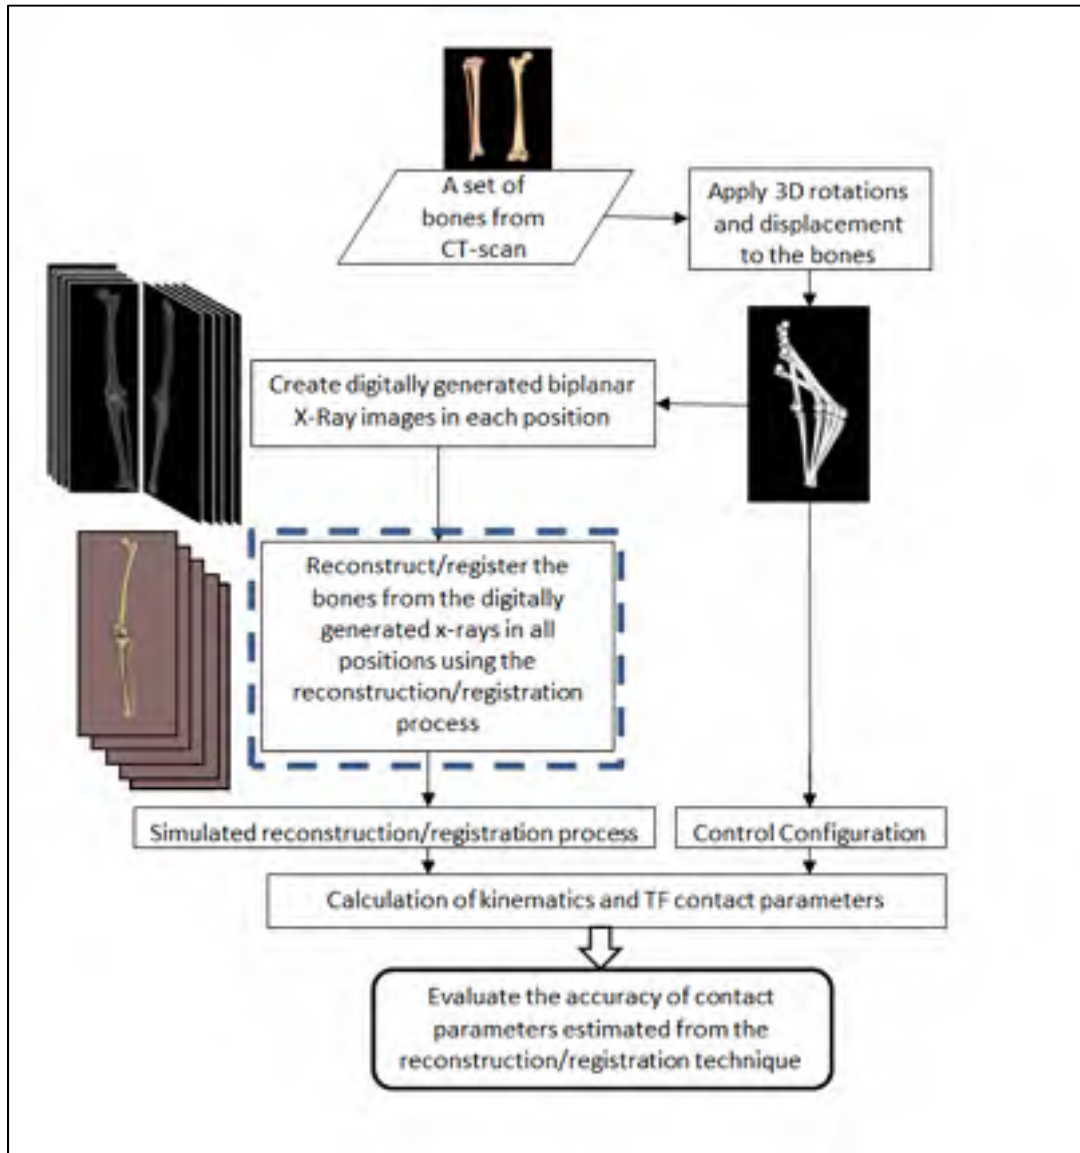 A set of
bones from
CT-scan
Apply 3D rotations
and displacement
to the bones
Create digitally generated biplanar
X-Ray images in each position
Reconstruct/register the
bones from the digitally
generated x-rays in all
positions using the
reconstruction/registration
process
Simulated reconstruction/registration process
Control Configuration
Calculation of kinematics and TF contact parameters
Evaluate the accuracy of contact
parameters estimated from the
reconstruction/registration technique